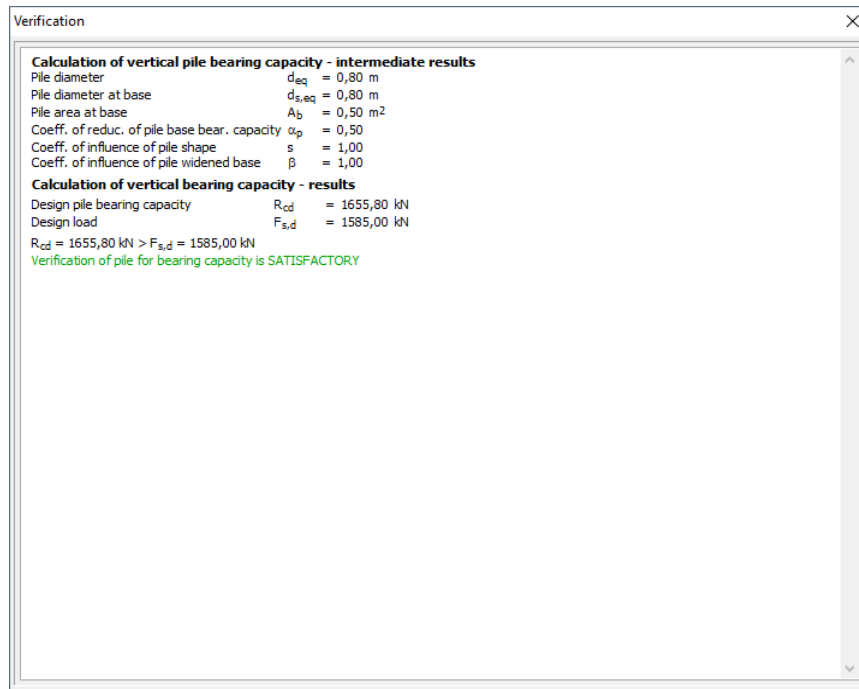 Verification
Calculation of vertical pile bearing capacity - intermediate results
Pile diameter d_eq = 0,80 m
Pile diameter at base d_s,eq = 0,80 m
Pile area at base A_b = 0,50 m²
Coeff. of reduc. of pile base bear. capacity α_p = 0,50
Coeff. of influence of pile shape s = 1,00
Coeff. of influence of pile widened base β = 1,00
Calculation of vertical bearing capacity - results
Design pile bearing capacity R_cd = 1655,80 kN
Design load F_s,d = 1585,00 kN
R_cd = 1655,80 kN > F_s,d = 1585,00 kN
Verification of pile for bearing capacity is SATISFACTORY